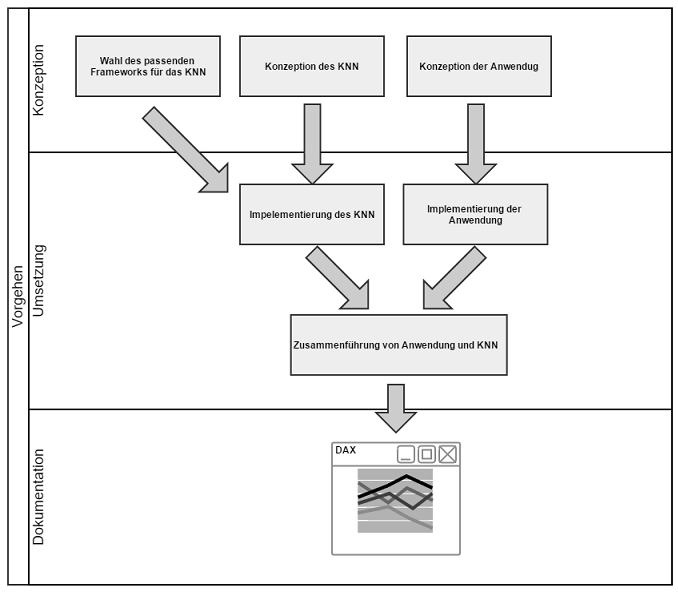 Vorgehen
Konzeption
Wahl des passenden
Frameworks für das KNN
Konzeption des KNN
Konzeption der Anwendug
Umsetzung
Impelementierung des KNN
Implementierung der
Anwendung
Zusammenführung von Anwendung und KNN
Dokumentation
DAX